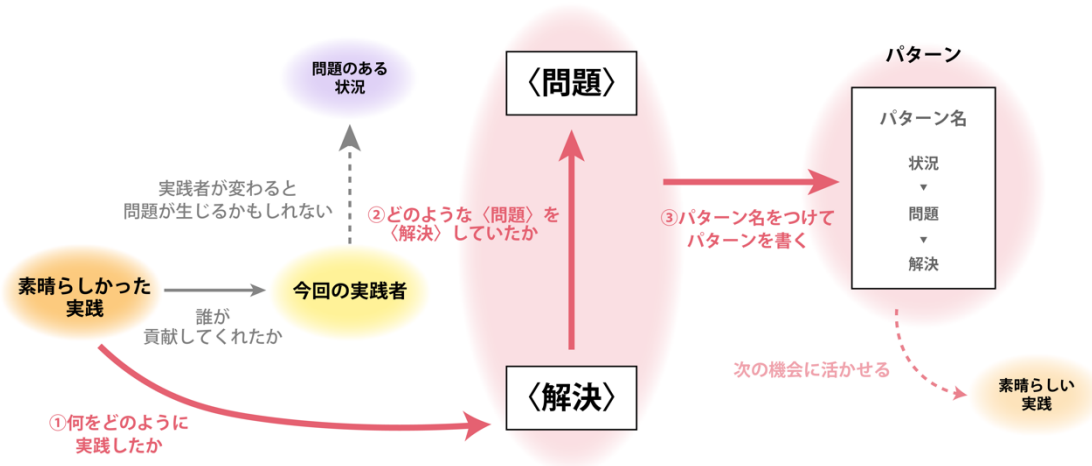 問題のある
状況
実践者が変わると
問題が生じるかもしれない
素晴らしかった
実践
誰が
貢献してくれたか
今回の実践者
①何をどのように
実践したか
〈問題〉
②どのような〈問題〉を
〈解決〉していたか
〈解決〉
③パターン名をつけて
パターンを書く
パターン
パターン名
状況
▼
問題
▼
解決
次の機会に活かせる
素晴らしい
実践